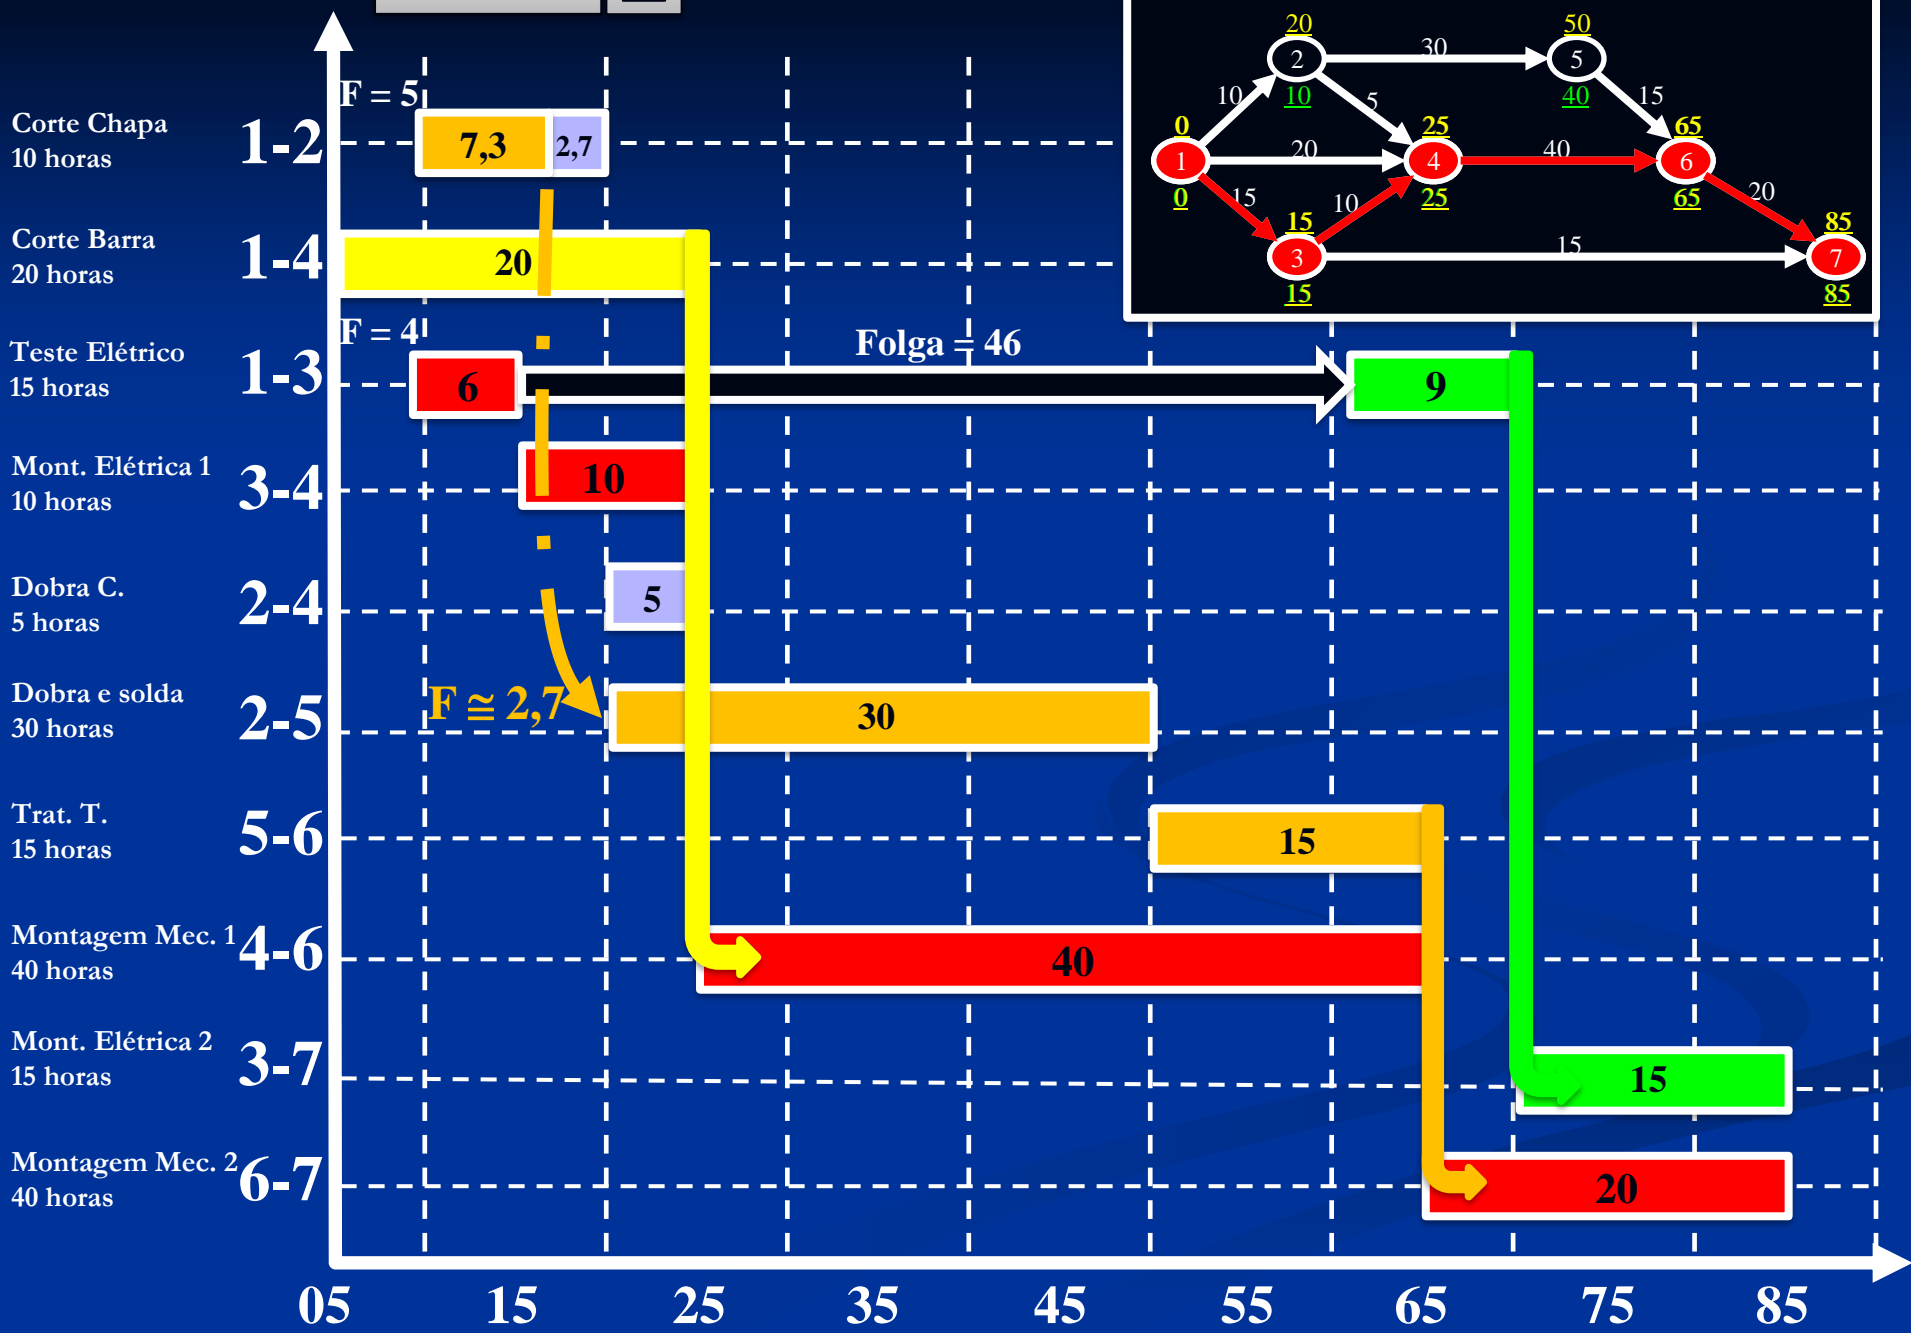 20
50
2
30
5
10
10
5
40
15
0
25
65
1
20
4
40
6
0
15
10
25
65
20
15
85
3
15
7
15
85
F = 5
Corte Chapa
10 horas
1-2
7,3
2,7
Corte Barra
20 horas
1-4
20
F = 4
Folga = 46
Teste Elétrico
15 horas
1-3
6
9
Mont. Elétrica 1
10 horas
3-4
10
Dobra C.
5 horas
2-4
5
Dobra e solda
30 horas
2-5
F ≅ 2,7
30
Trat. T.
15 horas
5-6
15
Montagem Mec. 1
40 horas
4-6
40
Mont. Elétrica 2
15 horas
3-7
15
Montagem Mec. 2
40 horas
6-7
20
05 15 25 35 45 55 65 75 85